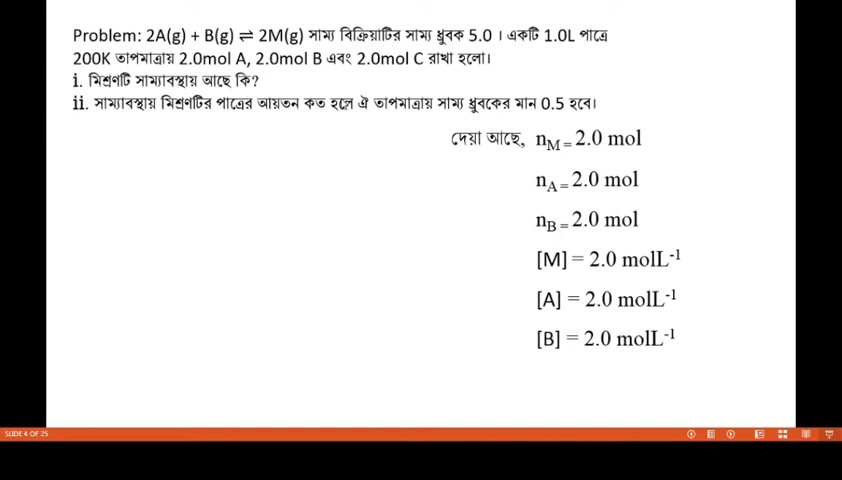 Problem: 2A(g) + B(g) ⇌ 2M(g) সাম্য বিক্রিয়াটির সাম্য ধ্রুবক 5.0 । একটি 1.0L পাত্রে
200K তাপমাত্রায় 2.0mol A, 2.0mol B এবং 2.0mol C রাখা হলো।
i. মিশ্রণটি সাম্যাবস্থায় আছে কি?
ii. সাম্যাবস্থায় মিশ্রণটির পাত্রের আয়তন কত হলে ঐ তাপমাত্রায় সাম্য ধ্রুবকের মান 0.5 হবে।
দেয়া আছে, n_M = 2.0 mol
n_A = 2.0 mol
n_B = 2.0 mol
[M] = 2.0 molL⁻¹
[A] = 2.0 molL⁻¹
[B] = 2.0 molL⁻¹
SLIDE 4 OF 25